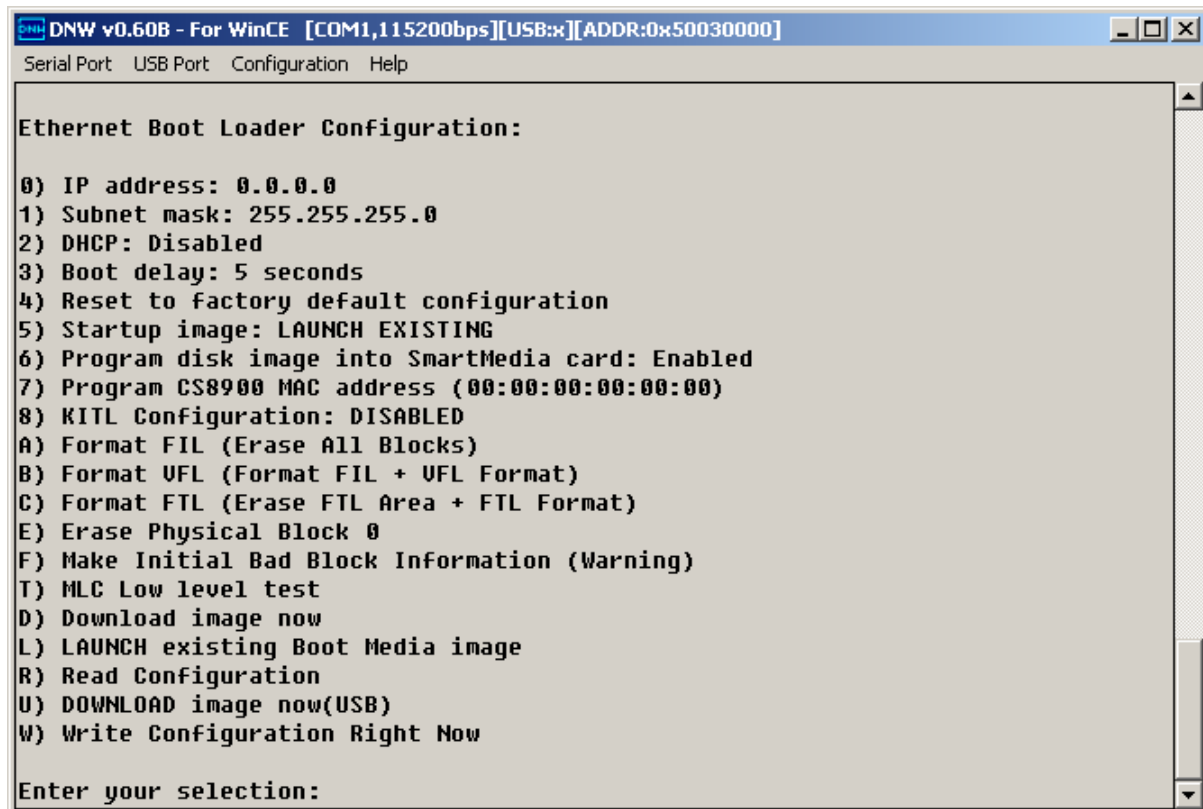 DNW v0.60B - For WinCE [COM1,115200bps][USB:x][ADDR:0x50030000]
Serial Port USB Port Configuration Help
Ethernet Boot Loader Configuration:
0) IP address: 0.0.0.0
1) Subnet mask: 255.255.255.0
2) DHCP: Disabled
3) Boot delay: 5 seconds
4) Reset to factory default configuration
5) Startup image: LAUNCH EXISTING
6) Program disk image into SmartMedia card: Enabled
7) Program CS8900 MAC address (00:00:00:00:00:00)
8) KITL Configuration: DISABLED
A) Format FIL (Erase All Blocks)
B) Format VFL (Format FIL + VFL Format)
C) Format FTL (Erase FTL Area + FTL Format)
E) Erase Physical Block 0
F) Make Initial Bad Block Information (Warning)
T) MLC Low level test
D) Download image now
L) LAUNCH existing Boot Media image
R) Read Configuration
U) DOWNLOAD image now(USB)
W) Write Configuration Right Now
Enter your selection: